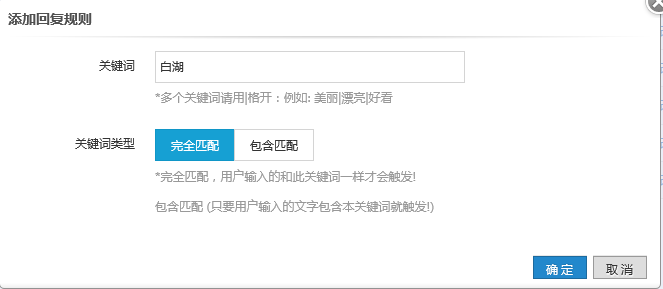 添加回复规则
关键词
白湖
*多个关键词请用|格开：例如: 美丽|漂亮|好看
关键词类型
完全匹配
包含匹配
*完全匹配，用户输入的和此关键词一样才会触发!
包含匹配 (只要用户输入的文字包含本关键词就触发!)
确 定
取 消